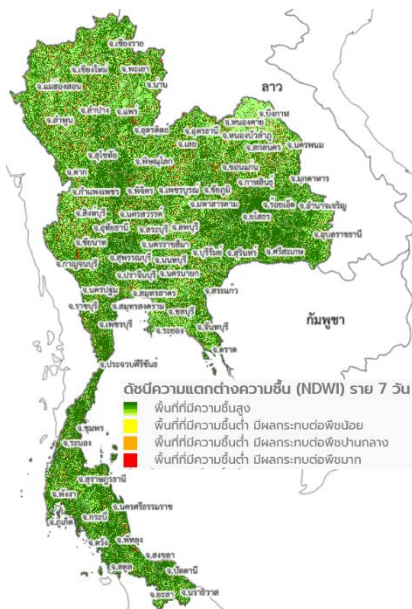 จ.เชียงราย
จ.เชียงใหม่
จ.พะเยา
จ.แม่ฮ่องสอน
จ.น่าน
ลาว
จ.ลำปาง
จ.แพร่
จ.ลำพูน
จ.บึงกาฬ
จ.หนองคาย
จ.อุตรดิตถ์
จ.อุดรธานี
จ.หนองบัวลำภู
จ.เลย
จ.สกลนคร
จ.นครพนม
จ.สุโขทัย
จ.พิษณุโลก
จ.ขอนแก่น
จ.ตาก
จ.กาฬสินธุ์
จ.มุกดาหาร
จ.กำแพงเพชร
จ.พิจิตร
จ.เพชรบูรณ์
จ.ชัยภูมิ
จ.มหาสารคาม
จ.ร้อยเอ็ด
จ.อำนาจเจริญ
จ.ยโสธร
จ.สิงห์บุรี
จ.นครสวรรค์
จ.อุทัยธานี
จ.สระบุรี
จ.ลพบุรี
จ.อุบลราชธานี
จ.ชัยนาท
จ.นครราชสีมา
จ.บุรีรัมย์
จ.สุรินทร์
จ.ศรีสะเกษ
จ.สุพรรณบุรี
จ.นนทบุรี
จ.กาญจนบุรี
จ.ปราจีนบุรี
จ.นครนายก
จ.นครปฐม
จ.สมุทรสาคร
จ.สระแก้ว
จ.ราชบุรี
จ.สมุทรสงคราม
จ.ชลบุรี
กัมพูชา
จ.เพชรบุรี
จ.ระยอง
จ.จันทบุรี
จ.ตราด
จ.ประจวบคีรีขันธ์
ดัชนีความแตกต่างความชื้น (NDWI) ราย 7 วัน
พื้นที่ที่มีความชื้นสูง
พื้นที่ที่มีความชื้นต่ำ มีผลกระทบต่อพืชน้อย
พื้นที่ที่มีความชื้นต่ำ มีผลกระทบต่อพืชปานกลาง
พื้นที่ที่มีความชื้นต่ำ มีผลกระทบต่อพืชมาก
จ.ชุมพร
จ.ระนอง
จ.สุราษฎร์ธานี
จ.พังงา
จ.นครศรีธรรมราช
จ.กระบี่
จ.ภูเก็ต
จ.ตรัง
จ.พัทลุง
จ.สงขลา
จ.สตูล
จ.ปัตตานี
จ.ยะลา
จ.นราธิวาส